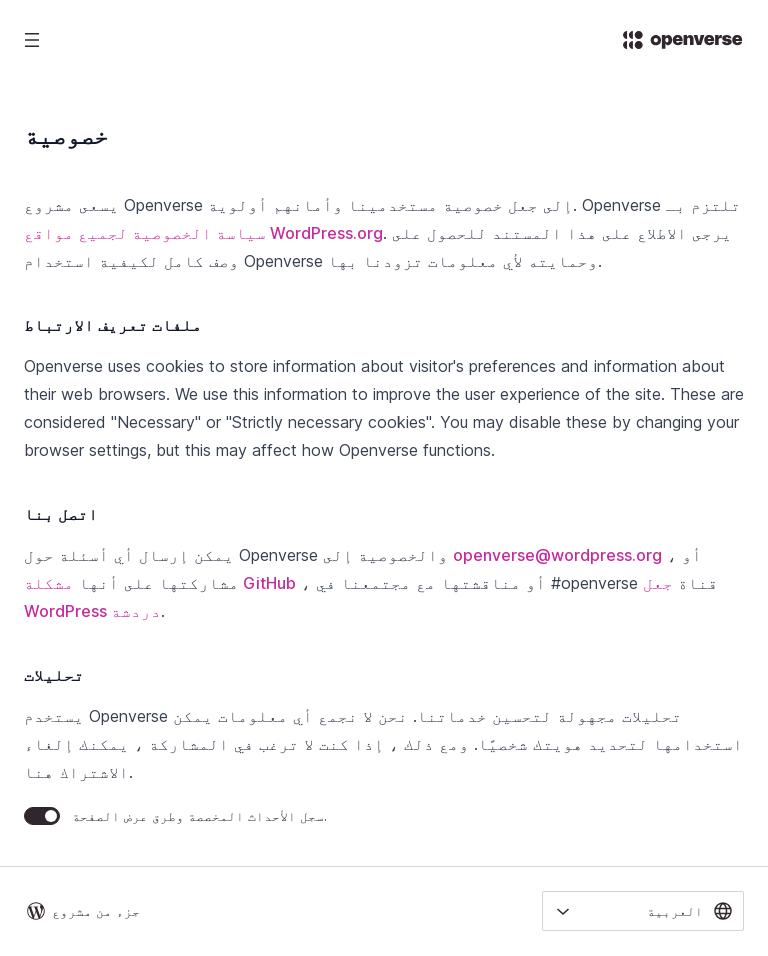 openverse
خصوصية
يسعى مشروع Openverse إلى جعل خصوصية مستخدمينا وأمانهم أولوية. Openverse تلتزم بـ
سياسة الخصوصية لجميع مواقع WordPress.org. يرجى الاطلاع على هذا المستند للحصول على
وصف كامل لكيفية استخدام Openverse وحمايته لأي معلومات تزودنا بها.
ملفات تعريف الارتباط
Openverse uses cookies to store information about visitor's preferences and information about
their web browsers. We use this information to improve the user experience of the site. These are
considered "Necessary" or "Strictly necessary cookies". You may disable these by changing your
browser settings, but this may affect how Openverse functions.
اتصل بنا
يمكن إرسال أي أسئلة حول Openverse والخصوصية إلى openverse@wordpress.org ، أو
مشاركتها على أنها مشكلة GitHub ، أو مناقشتها مع مجتمعنا في #openverse قناة جعل
WordPress دردشة.
تحليلات
يستخدم Openverse تحليلات مجهولة لتحسين خدماتنا. نحن لا نجمع أي معلومات يمكن
استخدامها لتحديد هويتك شخصيًا. ومع ذلك ، إذا كنت لا ترغب في المشاركة ، يمكنك إلغاء
الاشتراك هنا.
سجل الأحداث المخصصة وطرق عرض الصفحة.
جزء من مشروع
العربية